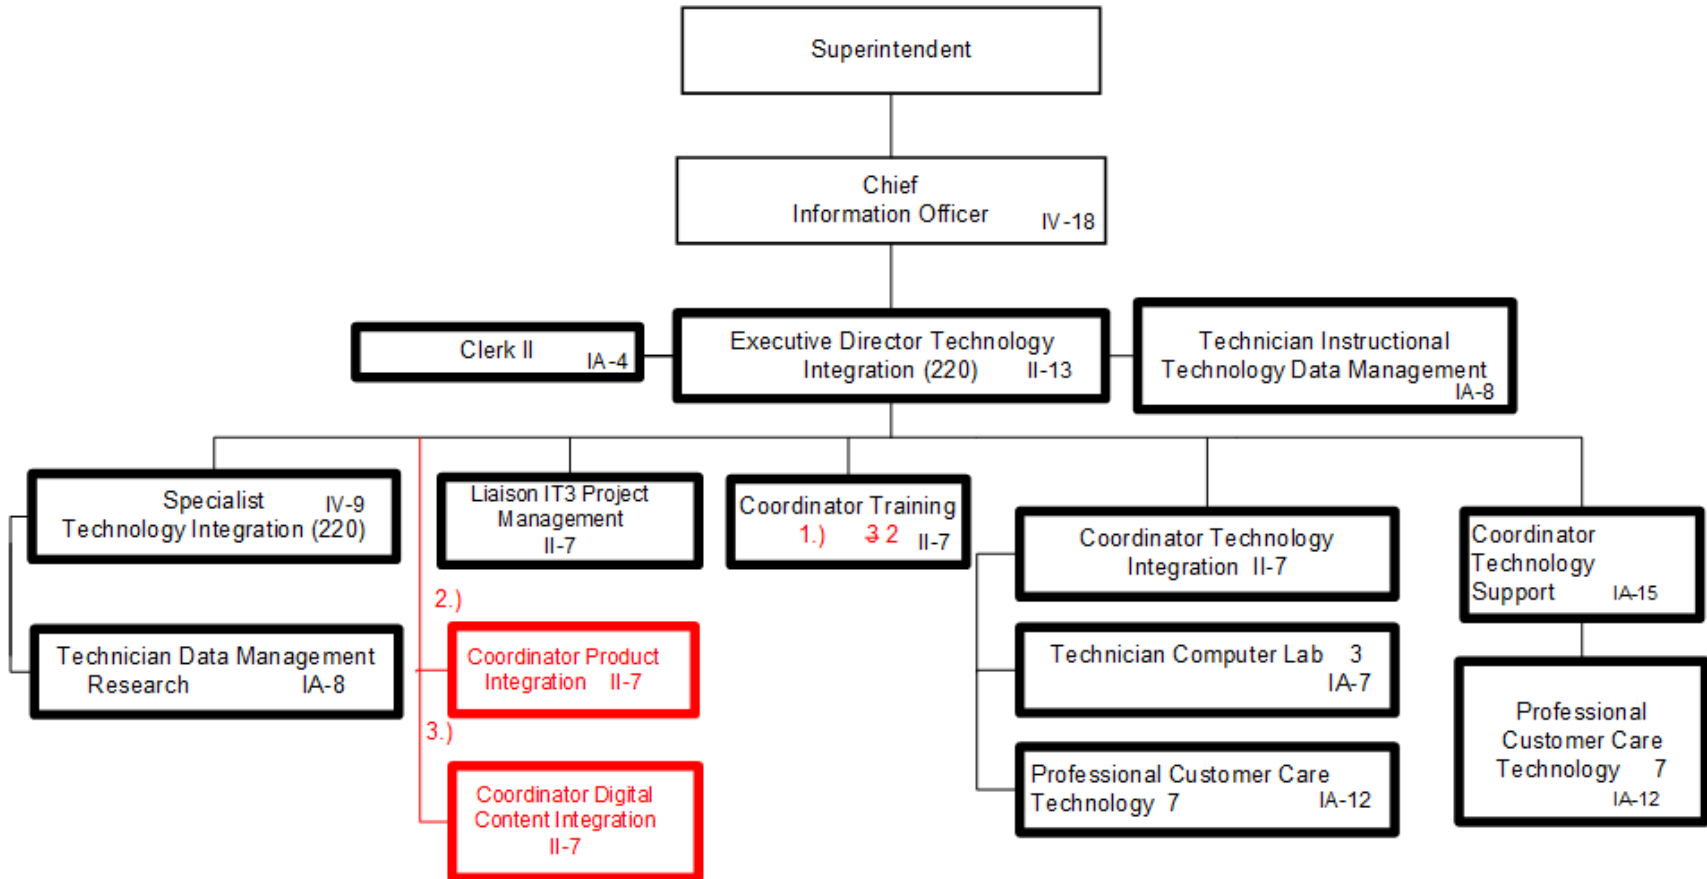 Superintendent
Chief
Information Officer IV-18
Clerk II IA-4
Executive Director Technology
Integration (220) II-13
Technician Instructional
Technology Data Management
IA-8
Specialist IV-9
Technology Integration (220)
Liaison IT3 Project
Management
II-7
Coordinator Training
1.) 3 2 II-7
Coordinator Technology
Integration II-7
Coordinator
Technology
Support IA-15
2.)
Technician Data Management
Research IA-8
Coordinator Product
Integration II-7
Technician Computer Lab 3
IA-7
Professional
Customer Care
Technology 7
IA-12
3.)
Coordinator Digital
Content Integration
II-7
Professional Customer Care
Technology 7 IA-12